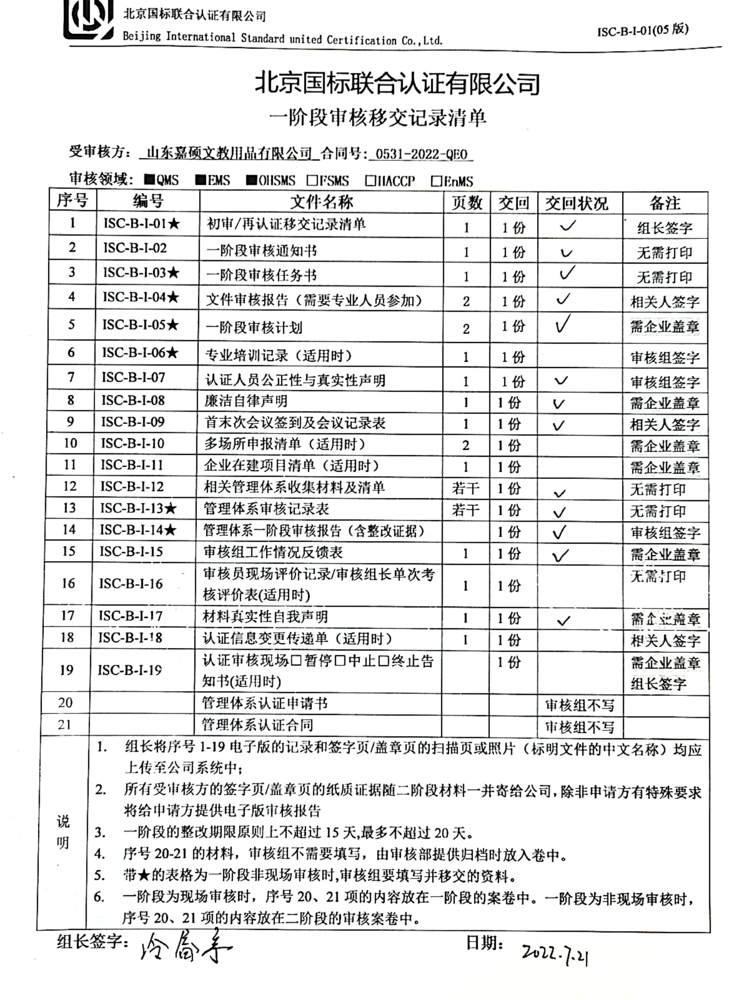 北京国标联合认证有限公司
Beijing International Standard united Certification Co.,Ltd.
ISC-B-I-01(05 版)
北京国标联合认证有限公司
一阶段审核移交记录清单
受审核方： 山东嘉硕文教用品有限公司 合同号: 0531-2022-QEO
审核领域: ■QMS ■EMS ■OHSMS □FSMS □HACCP □EnMS
序号 编号 文件名称 页数 交回 交回状况 备注
1 ISC-B-I-01★ 初审/再认证移交记录清单 1 1 份 ✓ 组长签字
2 ISC-B-I-02 一阶段审核通知书 1 1 份 ✓ 无需打印
3 ISC-B-I-03★ 一阶段审核任务书 1 1 份 ✓ 无需打印
4 ISC-B-I-04★ 文件审核报告（需要专业人员参加） 2 1 份 ✓ 相关人签字
5 ISC-B-I-05★ 一阶段审核计划 2 1 份 ✓ 需企业盖章
6 ISC-B-I-06★ 专业培训记录（适用时） 1 1 份 审核组签字
7 ISC-B-I-07 认证人员公正性与真实性声明 1 1 份 ✓ 审核组签字
8 ISC-B-I-08 廉洁自律声明 1 1 份 ✓ 需企业盖章
9 ISC-B-I-09 首末次会议签到及会议记录表 1 1 份 ✓ 相关人签字
10 ISC-B-I-10 多场所申报清单（适用时） 2 1 份 需企业盖章
11 ISC-B-I-11 企业在建项目清单（适用时） 1 1 份 需企业盖章
12 ISC-B-I-12 相关管理体系收集材料及清单 若干 1 份 ✓ 无需打印
13 ISC-B-I-13★ 管理体系审核记录表 若干 1 份 ✓ 无需打印
14 ISC-B-I-14★ 管理体系一阶段审核报告（含整改证据） 1 份 ✓ 审核组签字
15 ISC-B-I-15 审核组工作情况反馈表 1 1 份 ✓ 需企业盖章
16 ISC-B-I-16 审核员现场评价记录/审核组长单次考 1 1 份 无需打印
核评价表(适用时)
17 ISC-B-I-17 材料真实性自我声明 1 1 份 ✓ 需企业盖章
18 ISC-B-I-18 认证信息变更传递单（适用时） 1 1 份 相关人签字
19 ISC-B-I-19 认证审核现场□暂停□中止□终止告 1 份 需企业盖章
知书(适用时) 组长签字
20 管理体系认证申请书 审核组不写
21 管理体系认证合同 审核组不写
说明
1. 组长将序号 1-19 电子版的记录和签字页/盖章页的扫描页或照片（标明文件的中文名称）均应
上传至公司系统中;
2. 所有受审核方的签字页/盖章页的纸质证据随二阶段材料一并寄给公司,除非申请方有特殊要求
将给申请方提供电子版审核报告
3. 一阶段的整改期限原则上不超过 15 天,最多不超过 20 天。
4. 序号 20-21 的材料，审核组不需要填写，由审核部提供归档时放入卷中。
5. 带★的表格为一阶段非现场审核时,审核组要填写并移交的资料。
6. 一阶段为现场审核时，序号 20、21 项的内容放在一阶段的案卷中。一阶段为非现场审核时，
序号 20、21 项的内容放在二阶段的审核案卷中。
组长签字: 日期: 2022.7.21